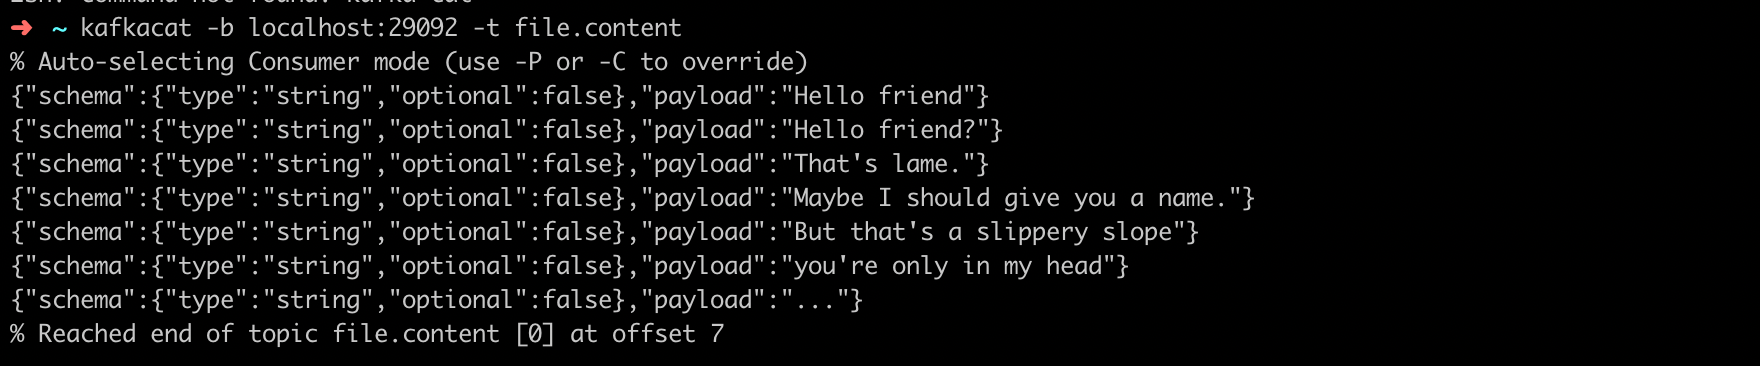 ➜  ~ kafkacat -b localhost:29092 -t file.content
% Auto-selecting Consumer mode (use -P or -C to override)
{"schema":{"type":"string","optional":false},"payload":"Hello friend"}
{"schema":{"type":"string","optional":false},"payload":"Hello friend?"}
{"schema":{"type":"string","optional":false},"payload":"That's lame."}
{"schema":{"type":"string","optional":false},"payload":"Maybe I should give you a name."}
{"schema":{"type":"string","optional":false},"payload":"But that's a slippery slope"}
{"schema":{"type":"string","optional":false},"payload":"you're only in my head"}
{"schema":{"type":"string","optional":false},"payload":"..."}
% Reached end of topic file.content [0] at offset 7